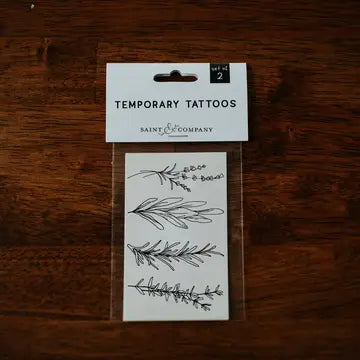 set of
2
TEMPORARY TATTOOS
SAINT & COMPANY